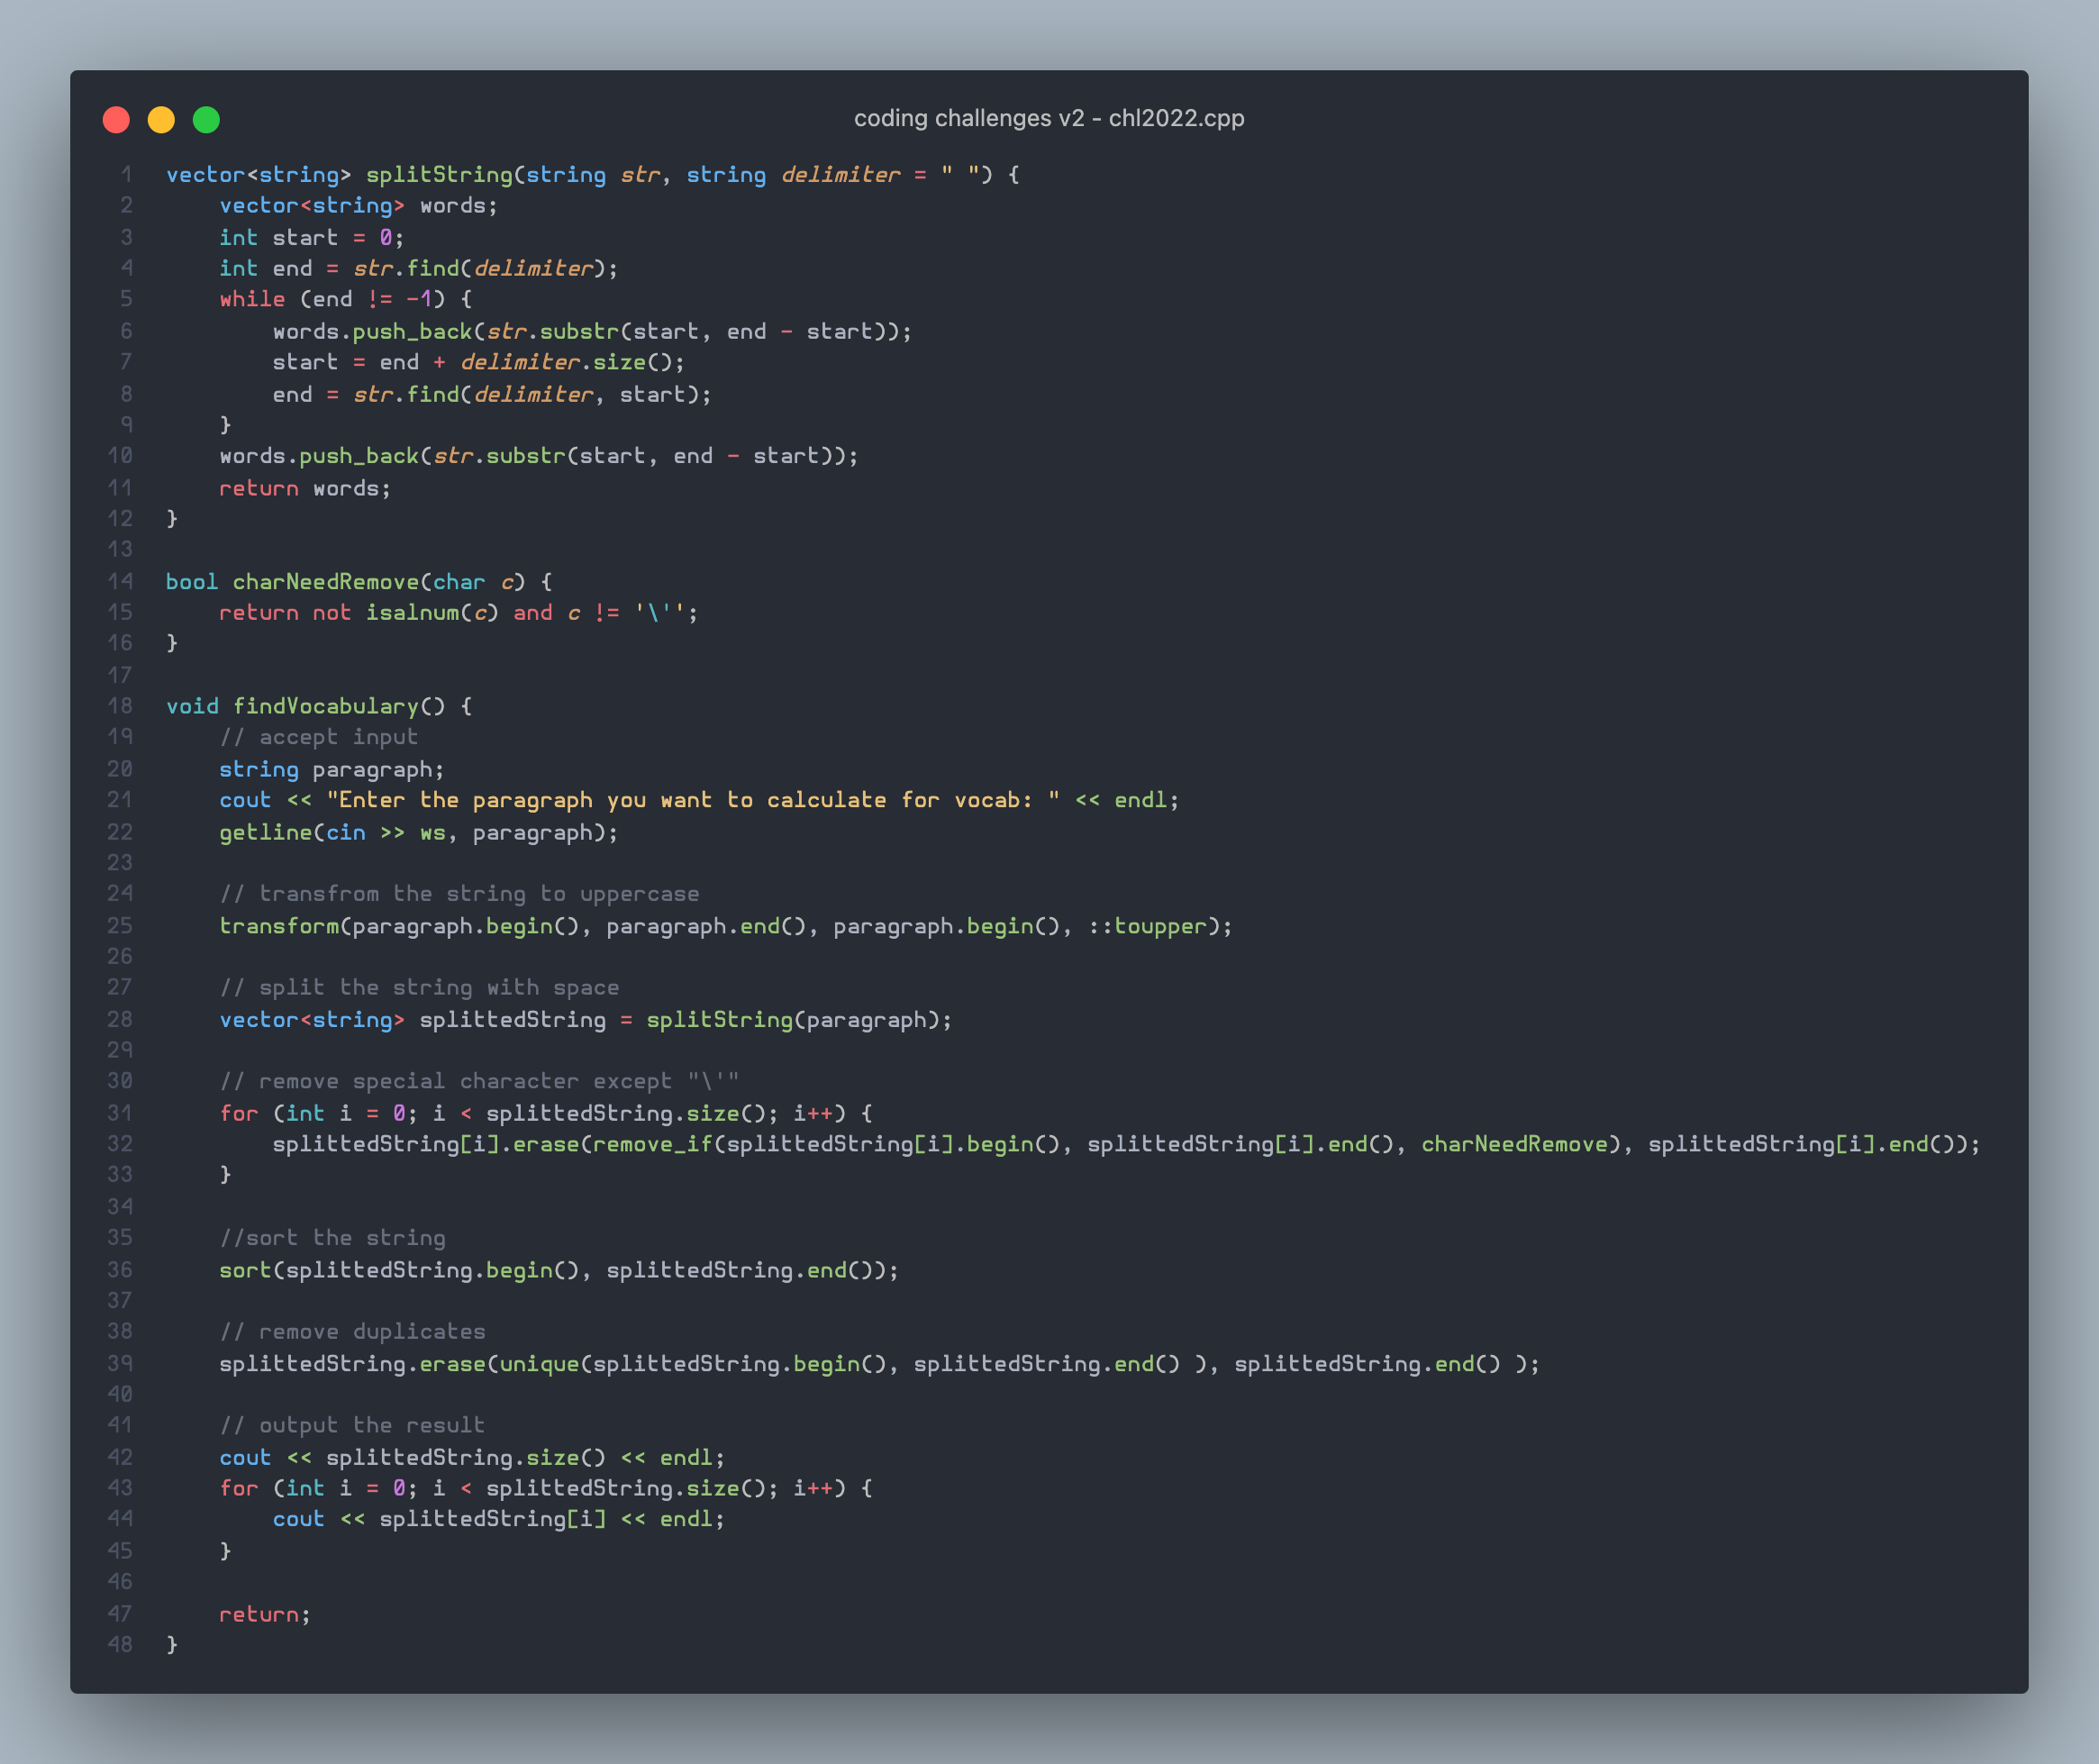 coding challenges v2 - chl2022.cpp
1 vector<string> splitString(string str, string delimiter = " ") {
2     vector<string> words;
3     int start = 0;
4     int end = str.find(delimiter);
5     while (end != -1) {
6         words.push_back(str.substr(start, end - start));
7         start = end + delimiter.size();
8         end = str.find(delimiter, start);
9     }
10     words.push_back(str.substr(start, end - start));
11     return words;
12 }
13
14 bool charNeedRemove(char c) {
15     return not isalnum(c) and c != '\'';
16 }
17
18 void findVocabulary() {
19     // accept input
20     string paragraph;
21     cout << "Enter the paragraph you want to calculate for vocab: " << endl;
22     getline(cin >> ws, paragraph);
23
24     // transfrom the string to uppercase
25     transform(paragraph.begin(), paragraph.end(), paragraph.begin(), ::toupper);
26
27     // split the string with space
28     vector<string> splittedString = splitString(paragraph);
29
30     // remove special character except "\'"
31     for (int i = 0; i < splittedString.size(); i++) {
32         splittedString[i].erase(remove_if(splittedString[i].begin(), splittedString[i].end(), charNeedRemove), splittedString[i].end());
33     }
34
35     //sort the string
36     sort(splittedString.begin(), splittedString.end());
37
38     // remove duplicates
39     splittedString.erase(unique(splittedString.begin(), splittedString.end() ), splittedString.end() );
40
41     // output the result
42     cout << splittedString.size() << endl;
43     for (int i = 0; i < splittedString.size(); i++) {
44         cout << splittedString[i] << endl;
45     }
46
47     return;
48 }